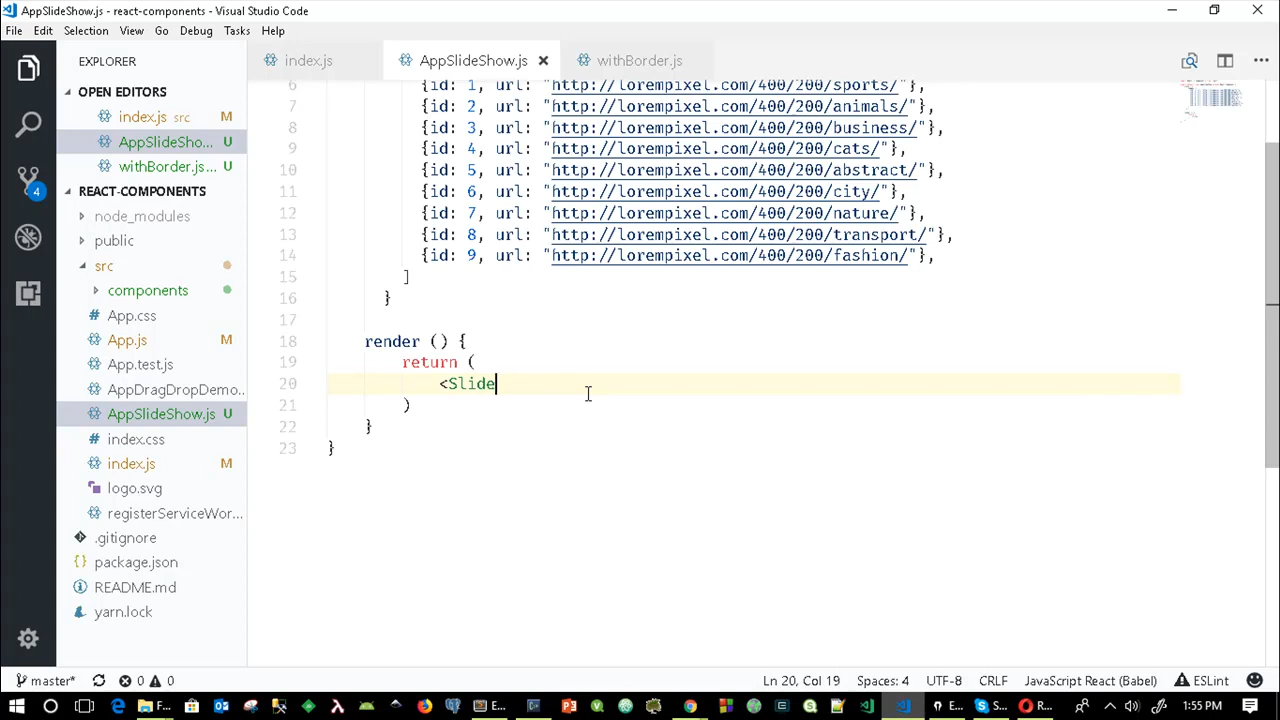 AppSlideShow.js - react-components - Visual Studio Code
File Edit Selection View Go Debug Tasks Help
EXPLORER
OPEN EDITORS
index.js src M
AppSlideSho... U
withBorder.js... U
REACT-COMPONENTS
node_modules
public
src
components
App.css
App.js M
App.test.js
AppDragDropDemo...
AppSlideShow.js U
index.css
index.js M
logo.svg
registerServiceWor...
.gitignore
package.json
README.md
yarn.lock
4
index.js AppSlideShow.js withBorder.js
6 {id: 1, url: "http://lorempixel.com/400/200/sports/"},
7 {id: 2, url: "http://lorempixel.com/400/200/animals/"},
8 {id: 3, url: "http://lorempixel.com/400/200/business/"},
9 {id: 4, url: "http://lorempixel.com/400/200/cats/"},
10 {id: 5, url: "http://lorempixel.com/400/200/abstract/"},
11 {id: 6, url: "http://lorempixel.com/400/200/city/"},
12 {id: 7, url: "http://lorempixel.com/400/200/nature/"},
13 {id: 8, url: "http://lorempixel.com/400/200/transport/"},
14 {id: 9, url: "http://lorempixel.com/400/200/fashion/"},
15 ]
16 }
17
18 render () {
19 return (
20 <Slide
21 )
22 }
23 }
master* 0 0 Ln 20, Col 19 Spaces: 4 UTF-8 CRLF JavaScript React (Babel) ESLint
F... E... E... S... R... 1:55 PM